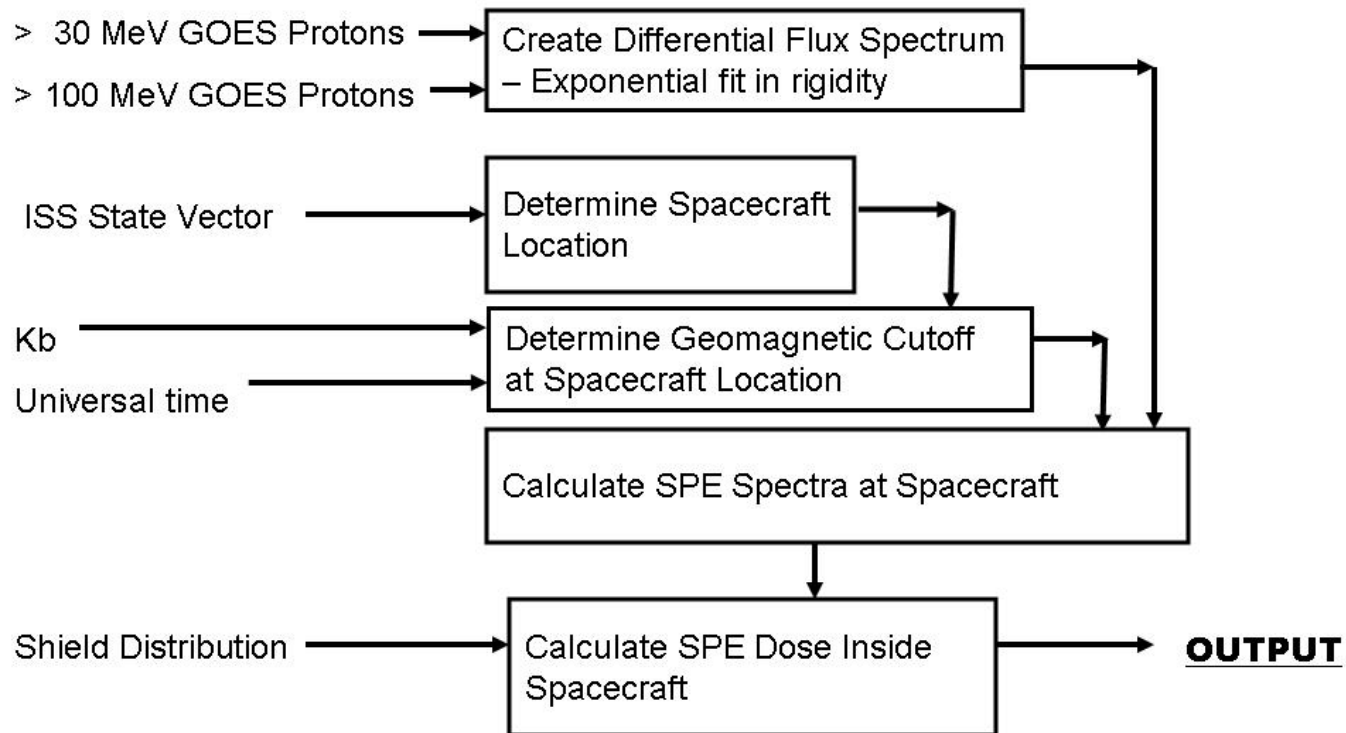 > 30 MeV GOES Protons
> 100 MeV GOES Protons
Create Differential Flux Spectrum
– Exponential fit in rigidity
ISS State Vector
Determine Spacecraft
Location
Kb
Universal time
Determine Geomagnetic Cutoff
at Spacecraft Location
Calculate SPE Spectra at Spacecraft
Shield Distribution
Calculate SPE Dose Inside
Spacecraft
OUTPUT